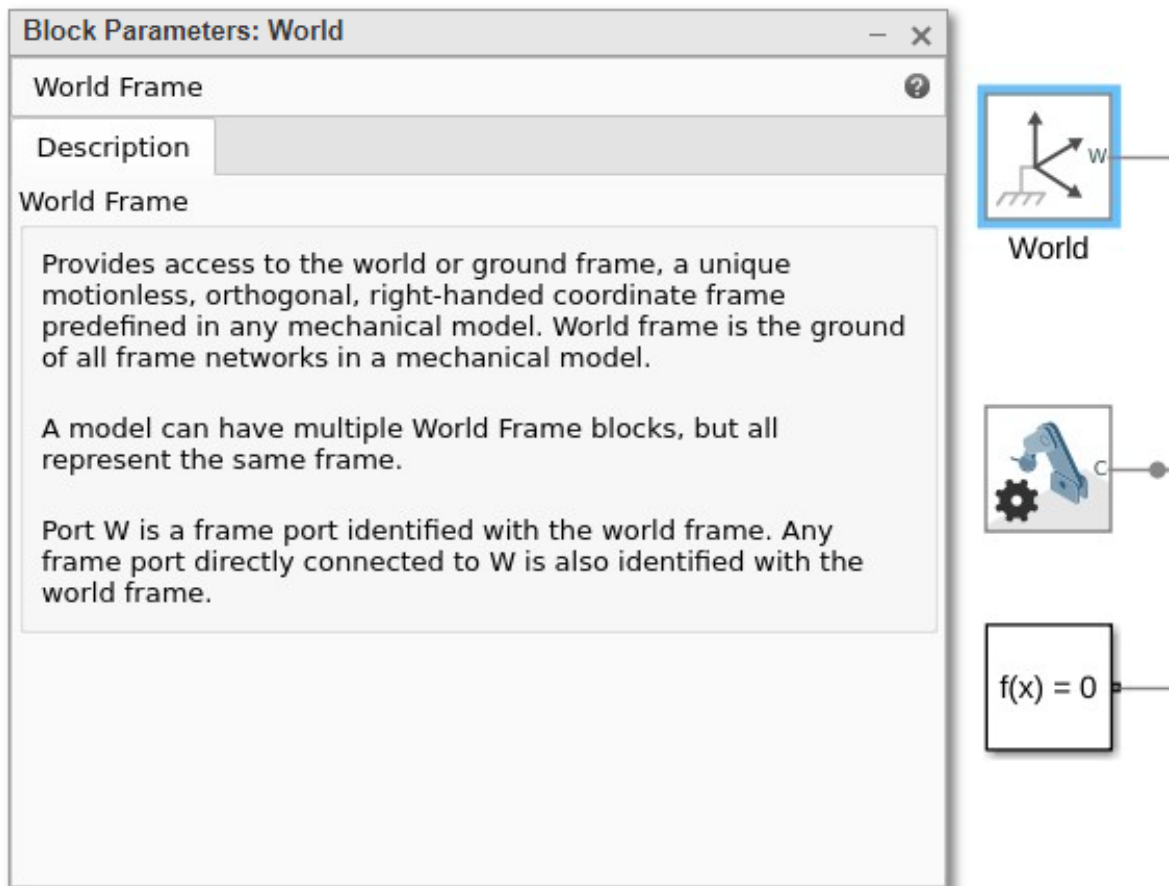 Block Parameters: World
World Frame
Description
World Frame
Provides access to the world or ground frame, a unique
motionless, orthogonal, right-handed coordinate frame
predefined in any mechanical model. World frame is the ground
of all frame networks in a mechanical model.
A model can have multiple World Frame blocks, but all
represent the same frame.
Port W is a frame port identified with the world frame. Any
frame port directly connected to W is also identified with the
world frame.
W
World
C
f(x) = 0